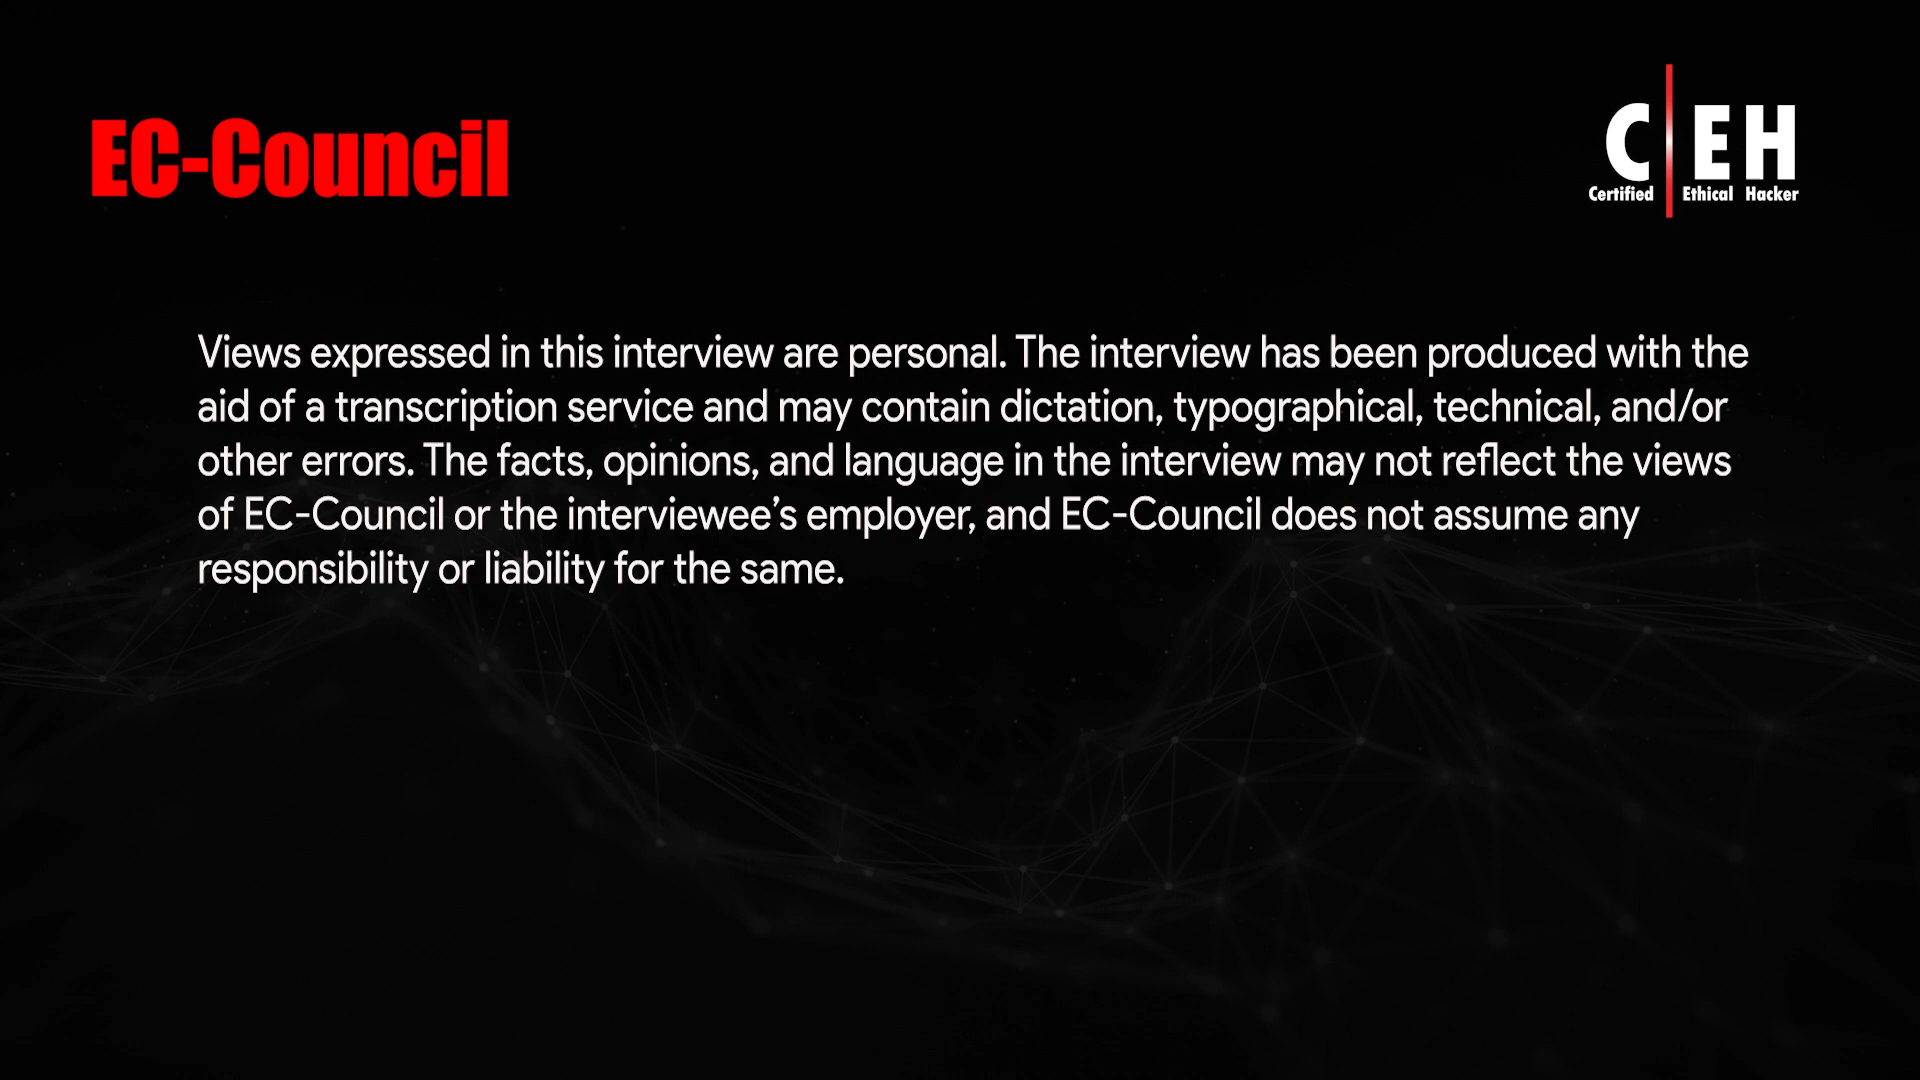 EC-Council
C EH
Certified Ethical Hacker
Views expressed in this interview are personal. The interview has been produced with the
aid of a transcription service and may contain dictation, typographical, technical, and/or
other errors. The facts, opinions, and language in the interview may not reflect the views
of EC-Council or the interviewee’s employer, and EC-Council does not assume any
responsibility or liability for the same.